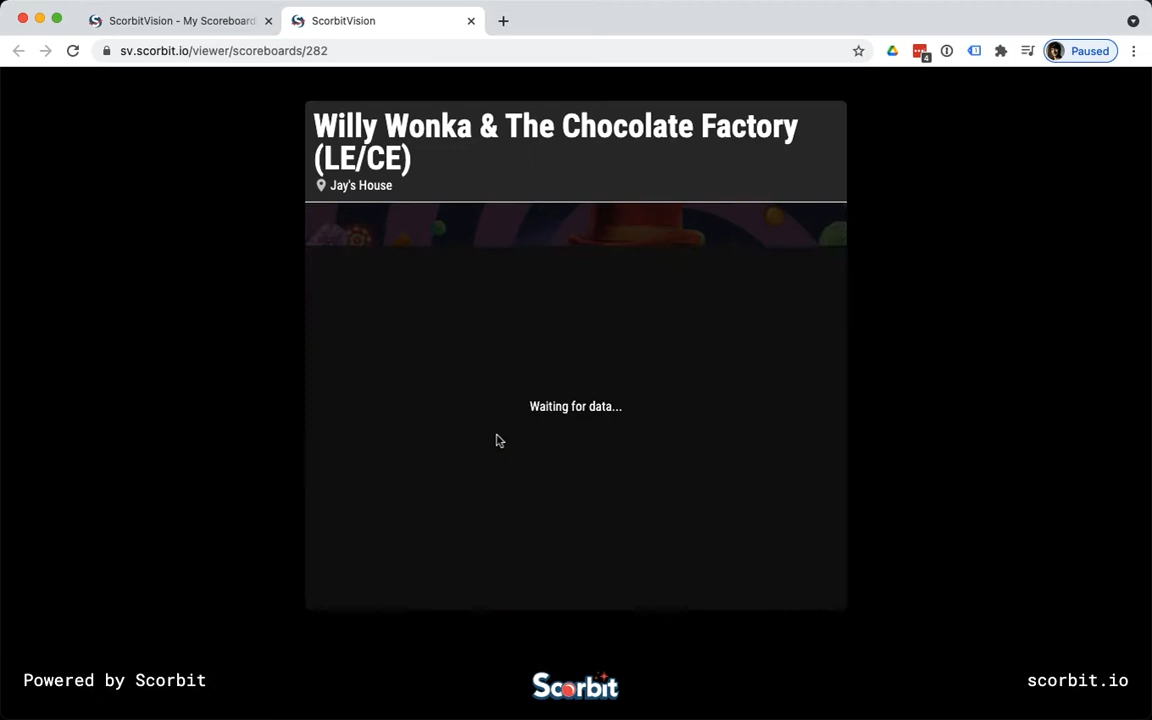 ScorbitVision - My Scoreboard
ScorbitVision
sv.scorbit.io/viewer/scoreboards/282
4
Paused
Willy Wonka & The Chocolate Factory
(LE/CE)
Jay's House
Waiting for data...
Powered by Scorbit
Scorbit
scorbit.io